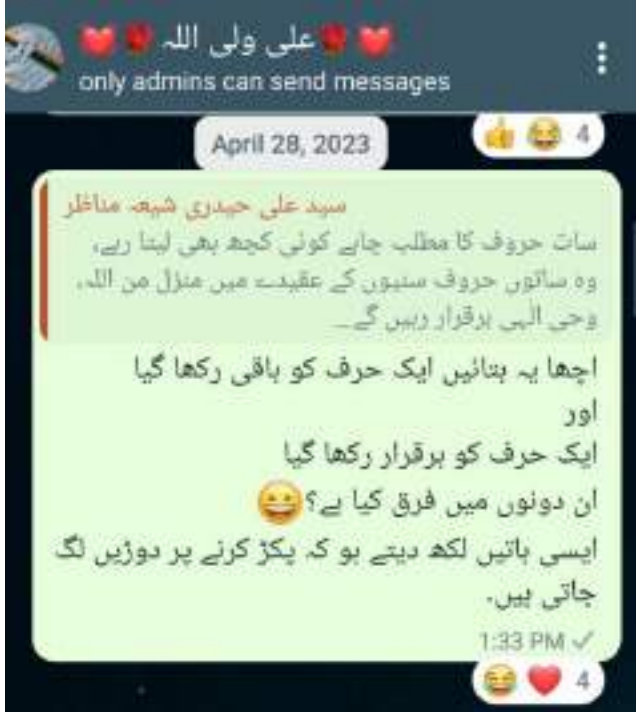 ❤️🌹علی ولی اللہ🌹❤️
only admins can send messages
👍😂 4
April 28, 2023
سید علی حیدری شیعہ مناظر
سات حروف کا مطلب چاہے کوئی کچھ بھی لیتا رہے،
وہ ساتوں حروف سنیوں کے عقیدے میں منزل من اللہ،
وحی الٰہی برقرار رہیں گے۔۔
اچھا یہ بتائیں ایک حرف کو باقی رکھا گیا
اور
ایک حرف کو برقرار رکھا گیا
ان دونوں میں فرق کیا ہے؟😀
ایسی باتیں لکھ دیتے ہو کہ پکڑ کرنے پر دوڑیں لگ
جاتی ہیں۔
1:33 PM ✓
😂❤️ 4